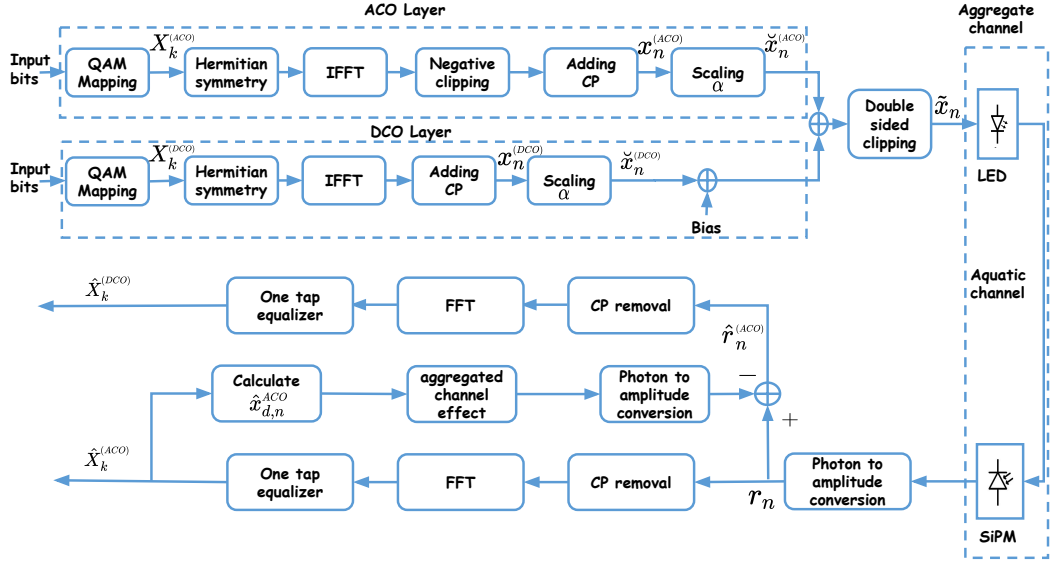 ACO Layer
Aggregate
channel
Input
bits
QAM
Mapping
X_k^(ACO)
Hermitian
symmetry
IFFT
Negative
clipping
Adding
CP
x_n^(ACO)
Scaling
α
x̆_n^(ACO)
DCO Layer
Input
bits
QAM
Mapping
X_k^(DCO)
Hermitian
symmetry
IFFT
Adding
CP
x_n^(DCO)
Scaling
α
x̆_n^(DCO)
Bias
Double
sided
clipping
x̃̆_n
LED
Aquatic
channel
X̂_k^(DCO)
One tap
equalizer
FFT
CP removal
r̂_n^(ACO)
Calculate
x̂_{d,n}^{ACO}
aggregated
channel
effect
Photon to
amplitude
conversion
−
+
X̂_k^(ACO)
One tap
equalizer
FFT
CP removal
r_n
Photon to
amplitude
conversion
SiPM